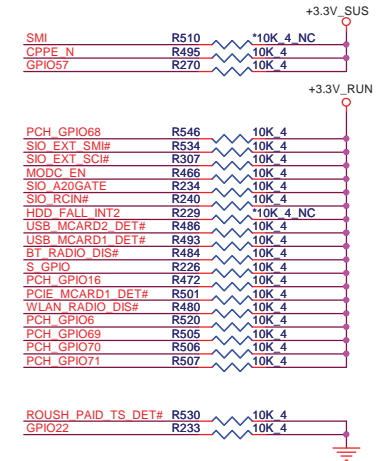 +3.3V_SUS
SMI R510 *10K_4_NC
CPPE_N R495 10K_4
GPIO57 R270 10K_4
+3.3V_RUN
PCH_GPIO68 R546 10K_4
SIO_EXT_SMI# R534 10K_4
SIO_EXT_SCI# R307 10K_4
MODC_EN R466 10K_4
SIO_A20GATE R234 10K_4
SIO_RCIN# R240 10K_4
HDD_FALL_INT2 R229 *10K_4_NC
USB_MCARD2_DET# R486 10K_4
USB_MCARD1_DET# R493 10K_4
BT_RADIO_DIS# R484 10K_4
S_GPIO R226 10K_4
PCH_GPIO16 R472 10K_4
PCIE_MCARD1_DET# R501 10K_4
WLAN_RADIO_DIS# R480 10K_4
PCH_GPIO6 R520 10K_4
PCH_GPIO69 R505 10K_4
PCH_GPIO70 R506 10K_4
PCH_GPIO71 R507 10K_4
ROUSH_PAID_TS_DET# R530 10K_4
GPIO22 R233 10K_4